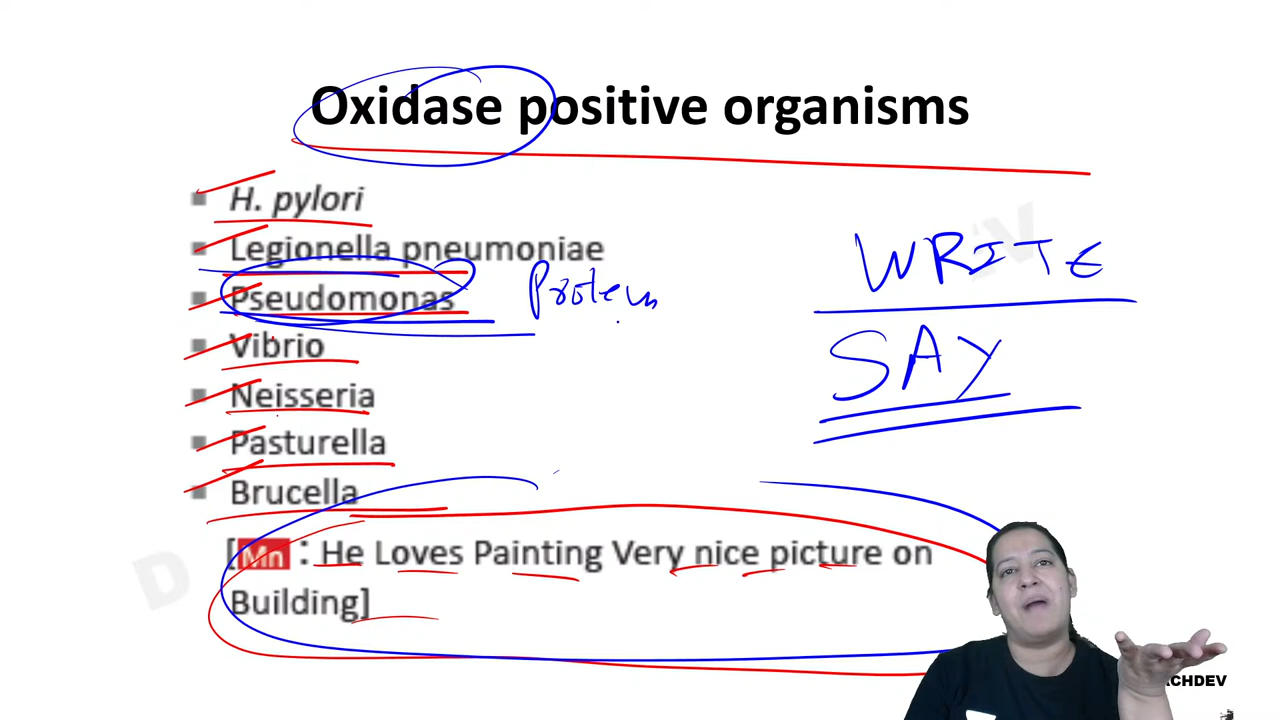 Oxidase positive organisms
▪ H. pylori
▪ Legionella pneumoniae
▪ Pseudomonas
Proteus
▪ Vibrio
▪ Neisseria
▪ Pasturella
▪ Brucella
[Mn : He Loves Painting Very nice picture on
Building]
WRITE
SAY
D
V
ACHDEV